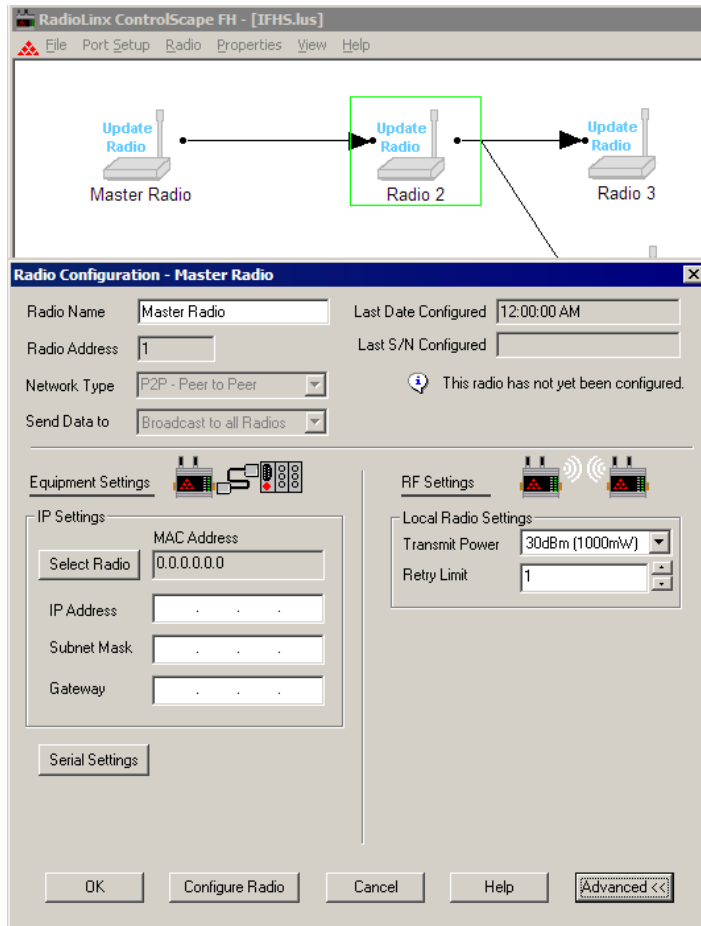 RadioLinx ControlScape FH - [IFHS.lus]
File Port Setup Radio Properties View Help
Update Radio
Master Radio
Update Radio
Radio 2
Update Radio
Radio 3
Radio Configuration - Master Radio
Radio Name Master Radio
Last Date Configured 12:00:00 AM
Radio Address 1
Last S/N Configured
Network Type P2P - Peer to Peer
This radio has not yet been configured.
Send Data to Broadcast to all Radios
Equipment Settings
RF Settings
IP Settings
Local Radio Settings
MAC Address
Transmit Power 30dBm (1000mW)
Select Radio 0.0.0.0.0.0
Retry Limit 1
IP Address . . .
Subnet Mask . . .
Gateway . . .
Serial Settings
OK Configure Radio Cancel Help Advanced <<